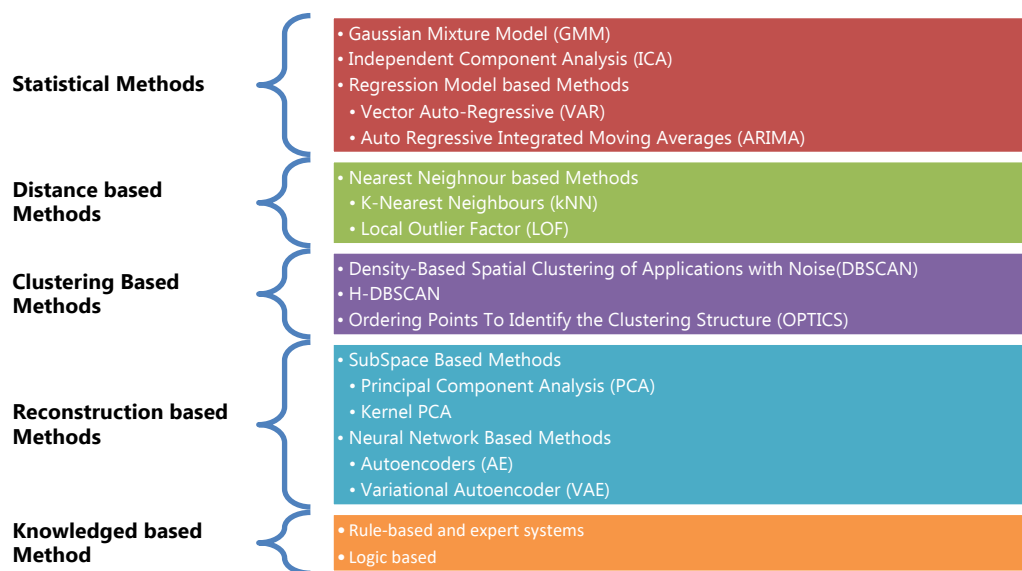 Statistical Methods
• Gaussian Mixture Model (GMM)
• Independent Component Analysis (ICA)
• Regression Model based Methods
• Vector Auto-Regressive (VAR)
• Auto Regressive Integrated Moving Averages (ARIMA)
Distance based
Methods
• Nearest Neighnour based Methods
• K-Nearest Neighbours (kNN)
• Local Outlier Factor (LOF)
Clustering Based
Methods
• Density-Based Spatial Clustering of Applications with Noise(DBSCAN)
• H-DBSCAN
• Ordering Points To Identify the Clustering Structure (OPTICS)
Reconstruction based
Methods
• SubSpace Based Methods
• Principal Component Analysis (PCA)
• Kernel PCA
• Neural Network Based Methods
• Autoencoders (AE)
• Variational Autoencoder (VAE)
Knowledged based
Method
• Rule-based and expert systems
• Logic based